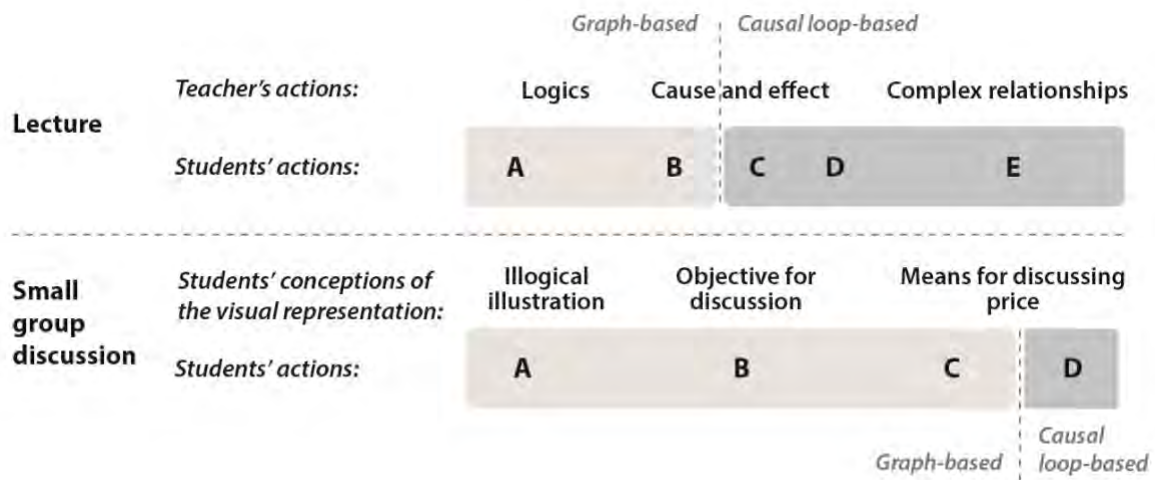 Graph-based Causal loop-based
Teacher's actions: Logics Cause and effect Complex relationships
Lecture
Students' actions: A B C D E
Small
group
discussion
Students' conceptions of
the visual representation:
Illogical
illustration
Objective for
discussion
Means for discussing
price
Students' actions: A B C D
Graph-based
Causal
loop-based